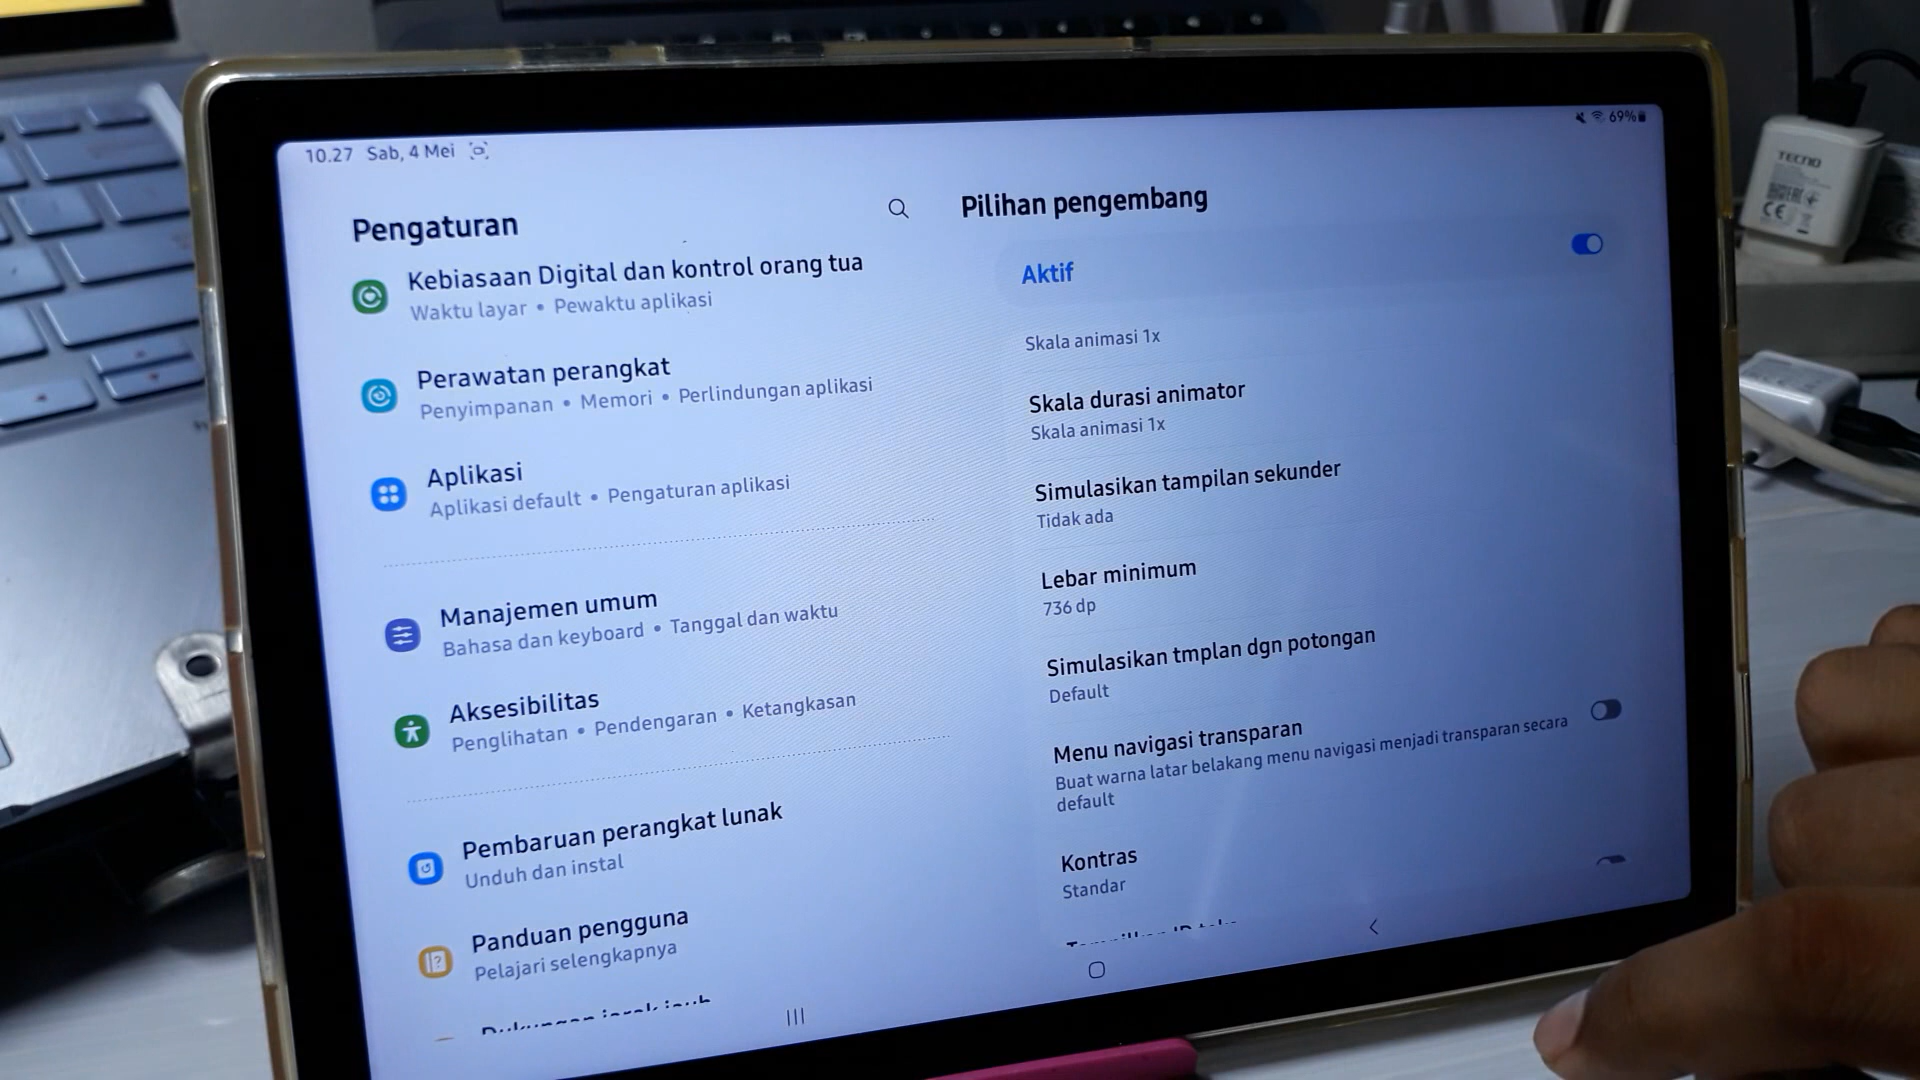 10.27 Sab, 4 Mei
69%
Pengaturan
Kebiasaan Digital dan kontrol orang tua
Waktu layar • Pewaktu aplikasi
Perawatan perangkat
Penyimpanan • Memori • Perlindungan aplikasi
Aplikasi
Aplikasi default • Pengaturan aplikasi
Manajemen umum
Bahasa dan keyboard • Tanggal dan waktu
Aksesibilitas
Penglihatan • Pendengaran • Ketangkasan
Pembaruan perangkat lunak
Unduh dan instal
Panduan pengguna
Pelajari selengkapnya
Pilihan pengembang
Aktif
Skala animasi 1x
Skala durasi animator
Skala animasi 1x
Simulasikan tampilan sekunder
Tidak ada
Lebar minimum
736 dp
Simulasikan tmplan dgn potongan
Default
Menu navigasi transparan
Buat warna latar belakang menu navigasi menjadi transparan secara
default
Kontras
Standar
TECNO
CE